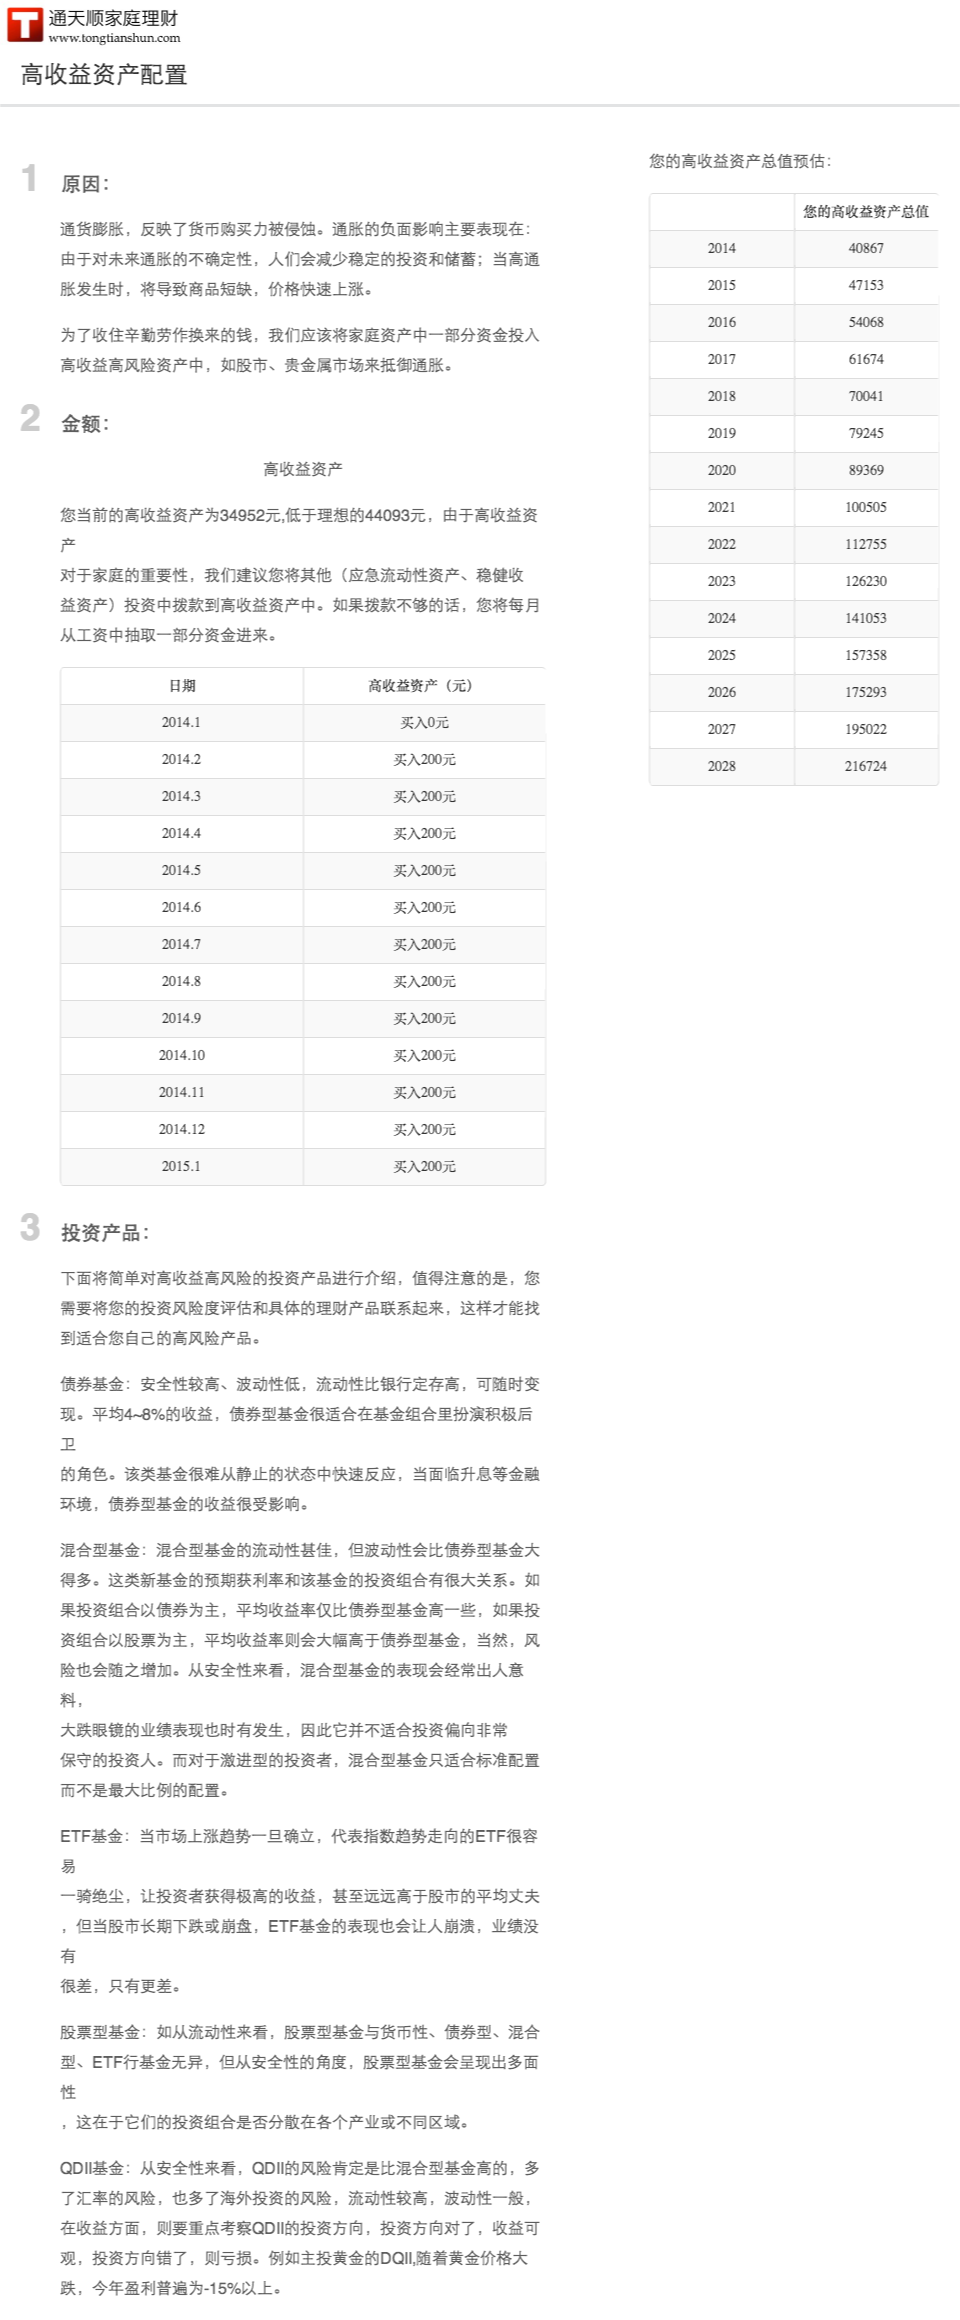 通天顺家庭理财
www.tongtianshun.com
高收益资产配置
1 原因：
通货膨胀，反映了货币购买力被侵蚀。通胀的负面影响主要表现在：
由于对未来通胀的不确定性，人们会减少稳定的投资和储蓄；当高通
胀发生时，将导致商品短缺，价格快速上涨。
为了收住辛勤劳作换来的钱，我们应该将家庭资产中一部分资金投入
高收益高风险资产中，如股市、贵金属市场来抵御通胀。
2 金额：
高收益资产
您当前的高收益资产为34952元,低于理想的44093元，由于高收益资
产
对于家庭的重要性，我们建议您将其他（应急流动性资产、稳健收
益资产）投资中拨款到高收益资产中。如果拨款不够的话，您将每月
从工资中抽取一部分资金进来。
日期 高收益资产（元）
2014.1 买入0元
2014.2 买入200元
2014.3 买入200元
2014.4 买入200元
2014.5 买入200元
2014.6 买入200元
2014.7 买入200元
2014.8 买入200元
2014.9 买入200元
2014.10 买入200元
2014.11 买入200元
2014.12 买入200元
2015.1 买入200元
3 投资产品：
下面将简单对高收益高风险的投资产品进行介绍，值得注意的是，您
需要将您的投资风险度评估和具体的理财产品联系起来，这样才能找
到适合您自己的高风险产品。
债券基金：安全性较高、波动性低，流动性比银行定存高，可随时变
现。平均4~8%的收益，债券型基金很适合在基金组合里扮演积极后
卫
的角色。该类基金很难从静止的状态中快速反应，当面临升息等金融
环境，债券型基金的收益很受影响。
混合型基金：混合型基金的流动性甚佳，但波动性会比债券型基金大
得多。这类新基金的预期获利率和该基金的投资组合有很大关系。如
果投资组合以债券为主，平均收益率仅比债券型基金高一些，如果投
资组合以股票为主，平均收益率则会大幅高于债券型基金，当然，风
险也会随之增加。从安全性来看，混合型基金的表现会经常出人意
料，
大跌眼镜的业绩表现也时有发生，因此它并不适合投资偏向非常
保守的投资人。而对于激进型的投资者，混合型基金只适合标准配置
而不是最大比例的配置。
ETF基金：当市场上涨趋势一旦确立，代表指数趋势走向的ETF很容
易
一骑绝尘，让投资者获得极高的收益，甚至远远高于股市的平均丈夫
，但当股市长期下跌或崩盘，ETF基金的表现也会让人崩溃，业绩没
有
很差，只有更差。
股票型基金：如从流动性来看，股票型基金与货币性、债券型、混合
型、ETF行基金无异，但从安全性的角度，股票型基金会呈现出多面
性
，这在于它们的投资组合是否分散在各个产业或不同区域。
QDII基金：从安全性来看，QDII的风险肯定是比混合型基金高的，多
了汇率的风险，也多了海外投资的风险，流动性较高，波动性一般，
在收益方面，则要重点考察QDII的投资方向，投资方向对了，收益可
观，投资方向错了，则亏损。例如主投黄金的DQII,随着黄金价格大
跌，今年盈利普遍为-15%以上。
您的高收益资产总值预估：
您的高收益资产总值
2014 40867
2015 47153
2016 54068
2017 61674
2018 70041
2019 79245
2020 89369
2021 100505
2022 112755
2023 126230
2024 141053
2025 157358
2026 175293
2027 195022
2028 216724